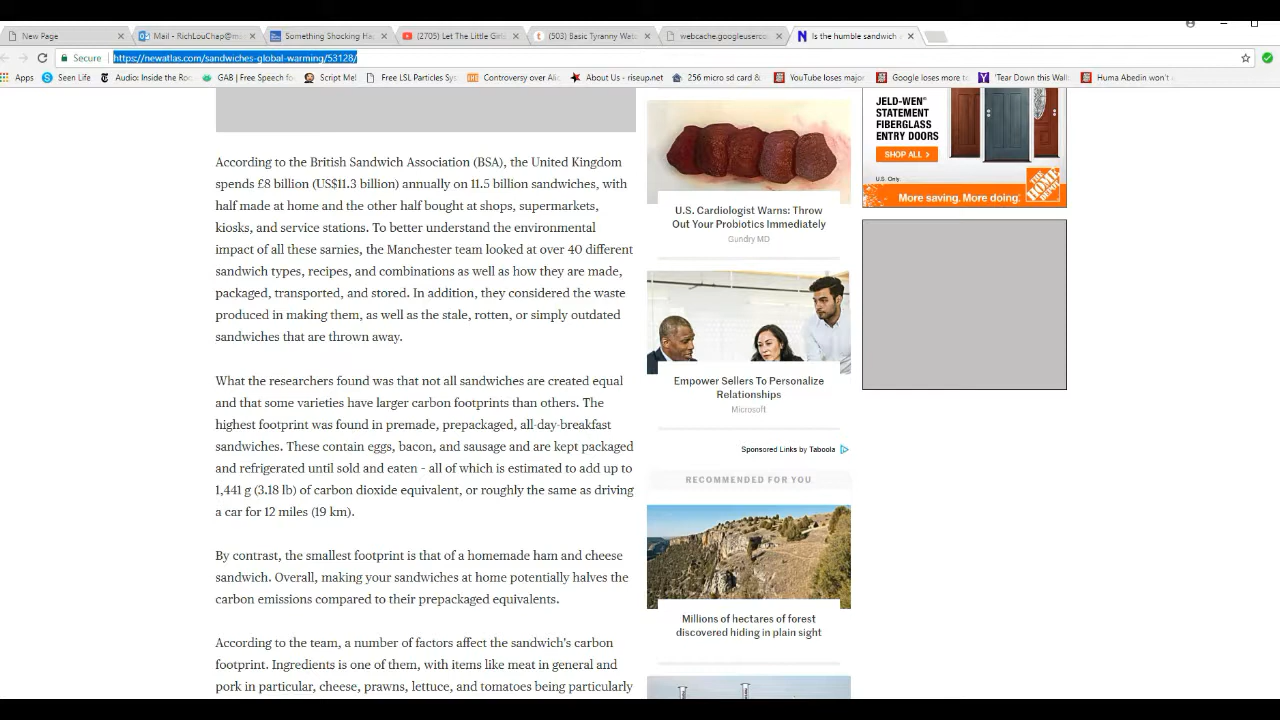 New Page
Mail - RichLouChap@ma
Something Shocking Ha
(2705) Let The Little Sin
(503) Basic Tyranny Wat
webcache.googleuserco
Is the humble sandwich
Secure
https://newatlas.com/sandwiches-global-warming/53128/
Apps
Seen Life
Audio: Inside the Ro
GAB | Free Speech fo
Script Me!
Free LSL Particles Sys
Controversy over Ali
About Us - riseup.net
256 micro sd card &
YouTube loses major
Google loses more t
'Tear Down this Wall
Huma Abedin won't
According to the British Sandwich Association (BSA), the United Kingdom
spends £8 billion (US$11.3 billion) annually on 11.5 billion sandwiches, with
half made at home and the other half bought at shops, supermarkets,
kiosks, and service stations. To better understand the environmental
impact of all these sarnies, the Manchester team looked at over 40 different
sandwich types, recipes, and combinations as well as how they are made,
packaged, transported, and stored. In addition, they considered the waste
produced in making them, as well as the stale, rotten, or simply outdated
sandwiches that are thrown away.
What the researchers found was that not all sandwiches are created equal
and that some varieties have larger carbon footprints than others. The
highest footprint was found in premade, prepackaged, all-day-breakfast
sandwiches. These contain eggs, bacon, and sausage and are kept packaged
and refrigerated until sold and eaten - all of which is estimated to add up to
1,441 g (3.18 lb) of carbon dioxide equivalent, or roughly the same as driving
a car for 12 miles (19 km).
By contrast, the smallest footprint is that of a homemade ham and cheese
sandwich. Overall, making your sandwiches at home potentially halves the
carbon emissions compared to their prepackaged equivalents.
According to the team, a number of factors affect the sandwich's carbon
footprint. Ingredients is one of them, with items like meat in general and
pork in particular, cheese, prawns, lettuce, and tomatoes being particularly
U.S. Cardiologist Warns: Throw
Out Your Probiotics Immediately
Gundry MD
Empower Sellers To Personalize
Relationships
Microsoft
Sponsored Links by Taboola
RECOMMENDED FOR YOU
Millions of hectares of forest
discovered hiding in plain sight
JELD-WEN®
STATEMENT
FIBERGLASS
ENTRY DOORS
SHOP ALL >
U.S. Only.
More saving. More doing.
THE HOME DEPOT